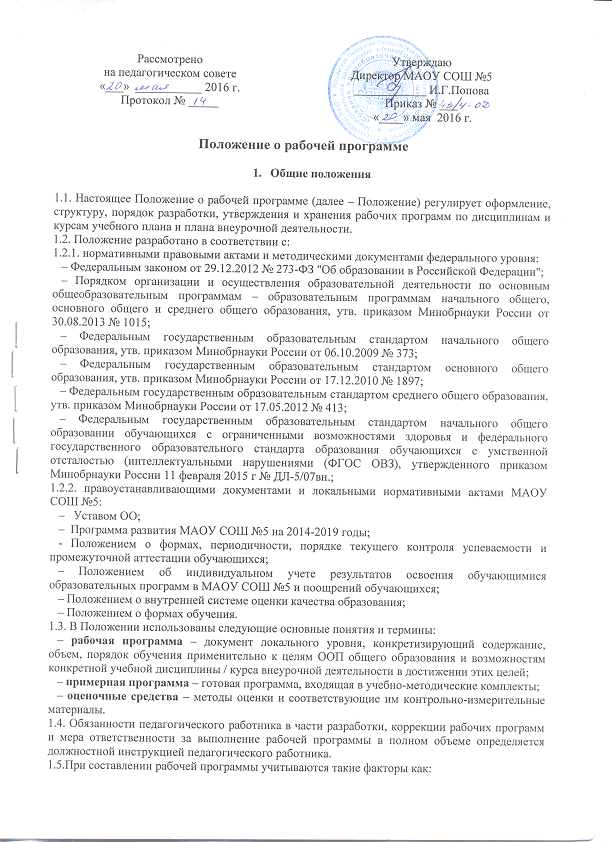 Рассмотрено
на педагогическом совете
«20» мая 2016 г.
Протокол № 14
Утверждаю
Директор МАОУ СОШ №5
И.Г.Попова
Приказ №
«20» мая 2016 г.
Положение о рабочей программе
1. Общие положения
1.1. Настоящее Положение о рабочей программе (далее – Положение) регулирует оформление,
структуру, порядок разработки, утверждения и хранения рабочих программ по дисциплинам и
курсам учебного плана и плана внеурочной деятельности.
1.2. Положение разработано в соответствии с:
1.2.1. нормативными правовыми актами и методическими документами федерального уровня:
– Федеральным законом от 29.12.2012 № 273-ФЗ "Об образовании в Российской Федерации";
– Порядком организации и осуществления образовательной деятельности по основным
общеобразовательным программам – образовательным программам начального общего,
основного общего и среднего общего образования, утв. приказом Минобрнауки России от
30.08.2013 № 1015;
– Федеральным государственным образовательным стандартом начального общего
образования, утв. приказом Минобрнауки России от 06.10.2009 № 373;
– Федеральным государственным образовательным стандартом основного общего
образования, утв. приказом Минобрнауки России от 17.12.2010 № 1897;
– Федеральным государственным образовательным стандартом среднего общего образования,
утв. приказом Минобрнауки России от 17.05.2012 № 413;
– Федеральным государственным образовательным стандартом начального общего
образовании обучающихся с ограниченными возможностями здоровья и федерального
государственного образовательного стандарта образования обучающихся с умственной
отсталостью (интеллектуальными нарушениями (ФГОС ОВЗ), утвержденного приказом
Минобрнауки России 11 февраля 2015 г № ДЛ-5/07вн.;
1.2.2. правоустанавливающими документами и локальными нормативными актами МАОУ
СОШ №5:
– Уставом ОО;
– Программа развития МАОУ СОШ №5 на 2014-2019 годы;
- Положением о формах, периодичности, порядке текущего контроля успеваемости и
промежуточной аттестации обучающихся;
– Положением об индивидуальном учете результатов освоения обучающимися
образовательных программ в МАОУ СОШ №5 и поощрений обучающихся;
– Положением о внутренней системе оценки качества образования;
– Положением о формах обучения.
1.3. В Положении использованы следующие основные понятия и термины:
– рабочая программа – документ локального уровня, конкретизирующий содержание,
объем, порядок обучения применительно к целям ООП общего образования и возможностям
конкретной учебной дисциплины / курса внеурочной деятельности в достижении этих целей;
– примерная программа – готовая программа, входящая в учебно-методические комплекты;
– оценочные средства – методы оценки и соответствующие им контрольно-измерительные
материалы.
1.4. Обязанности педагогического работника в части разработки, коррекции рабочих программ
и мера ответственности за выполнение рабочей программы в полном объеме определяется
должностной инструкцией педагогического работника.
1.5.При составлении рабочей программы учитываются такие факторы как: